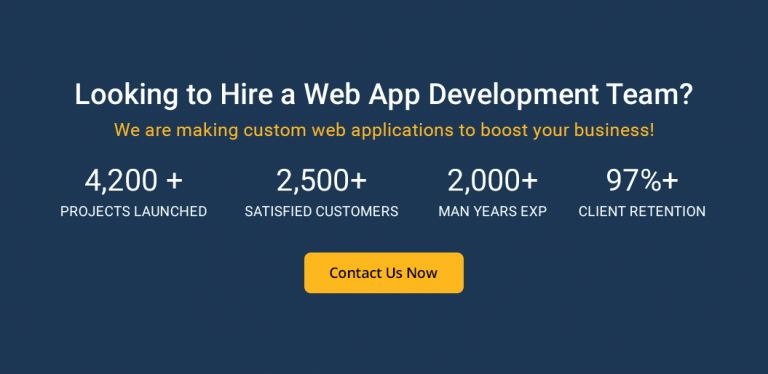 Looking to Hire a Web App Development Team?
We are making custom web applications to boost your business!
4,200 + 2,500+ 2,000+ 97%+
PROJECTS LAUNCHED SATISFIED CUSTOMERS MAN YEARS EXP CLIENT RETENTION
Contact Us Now